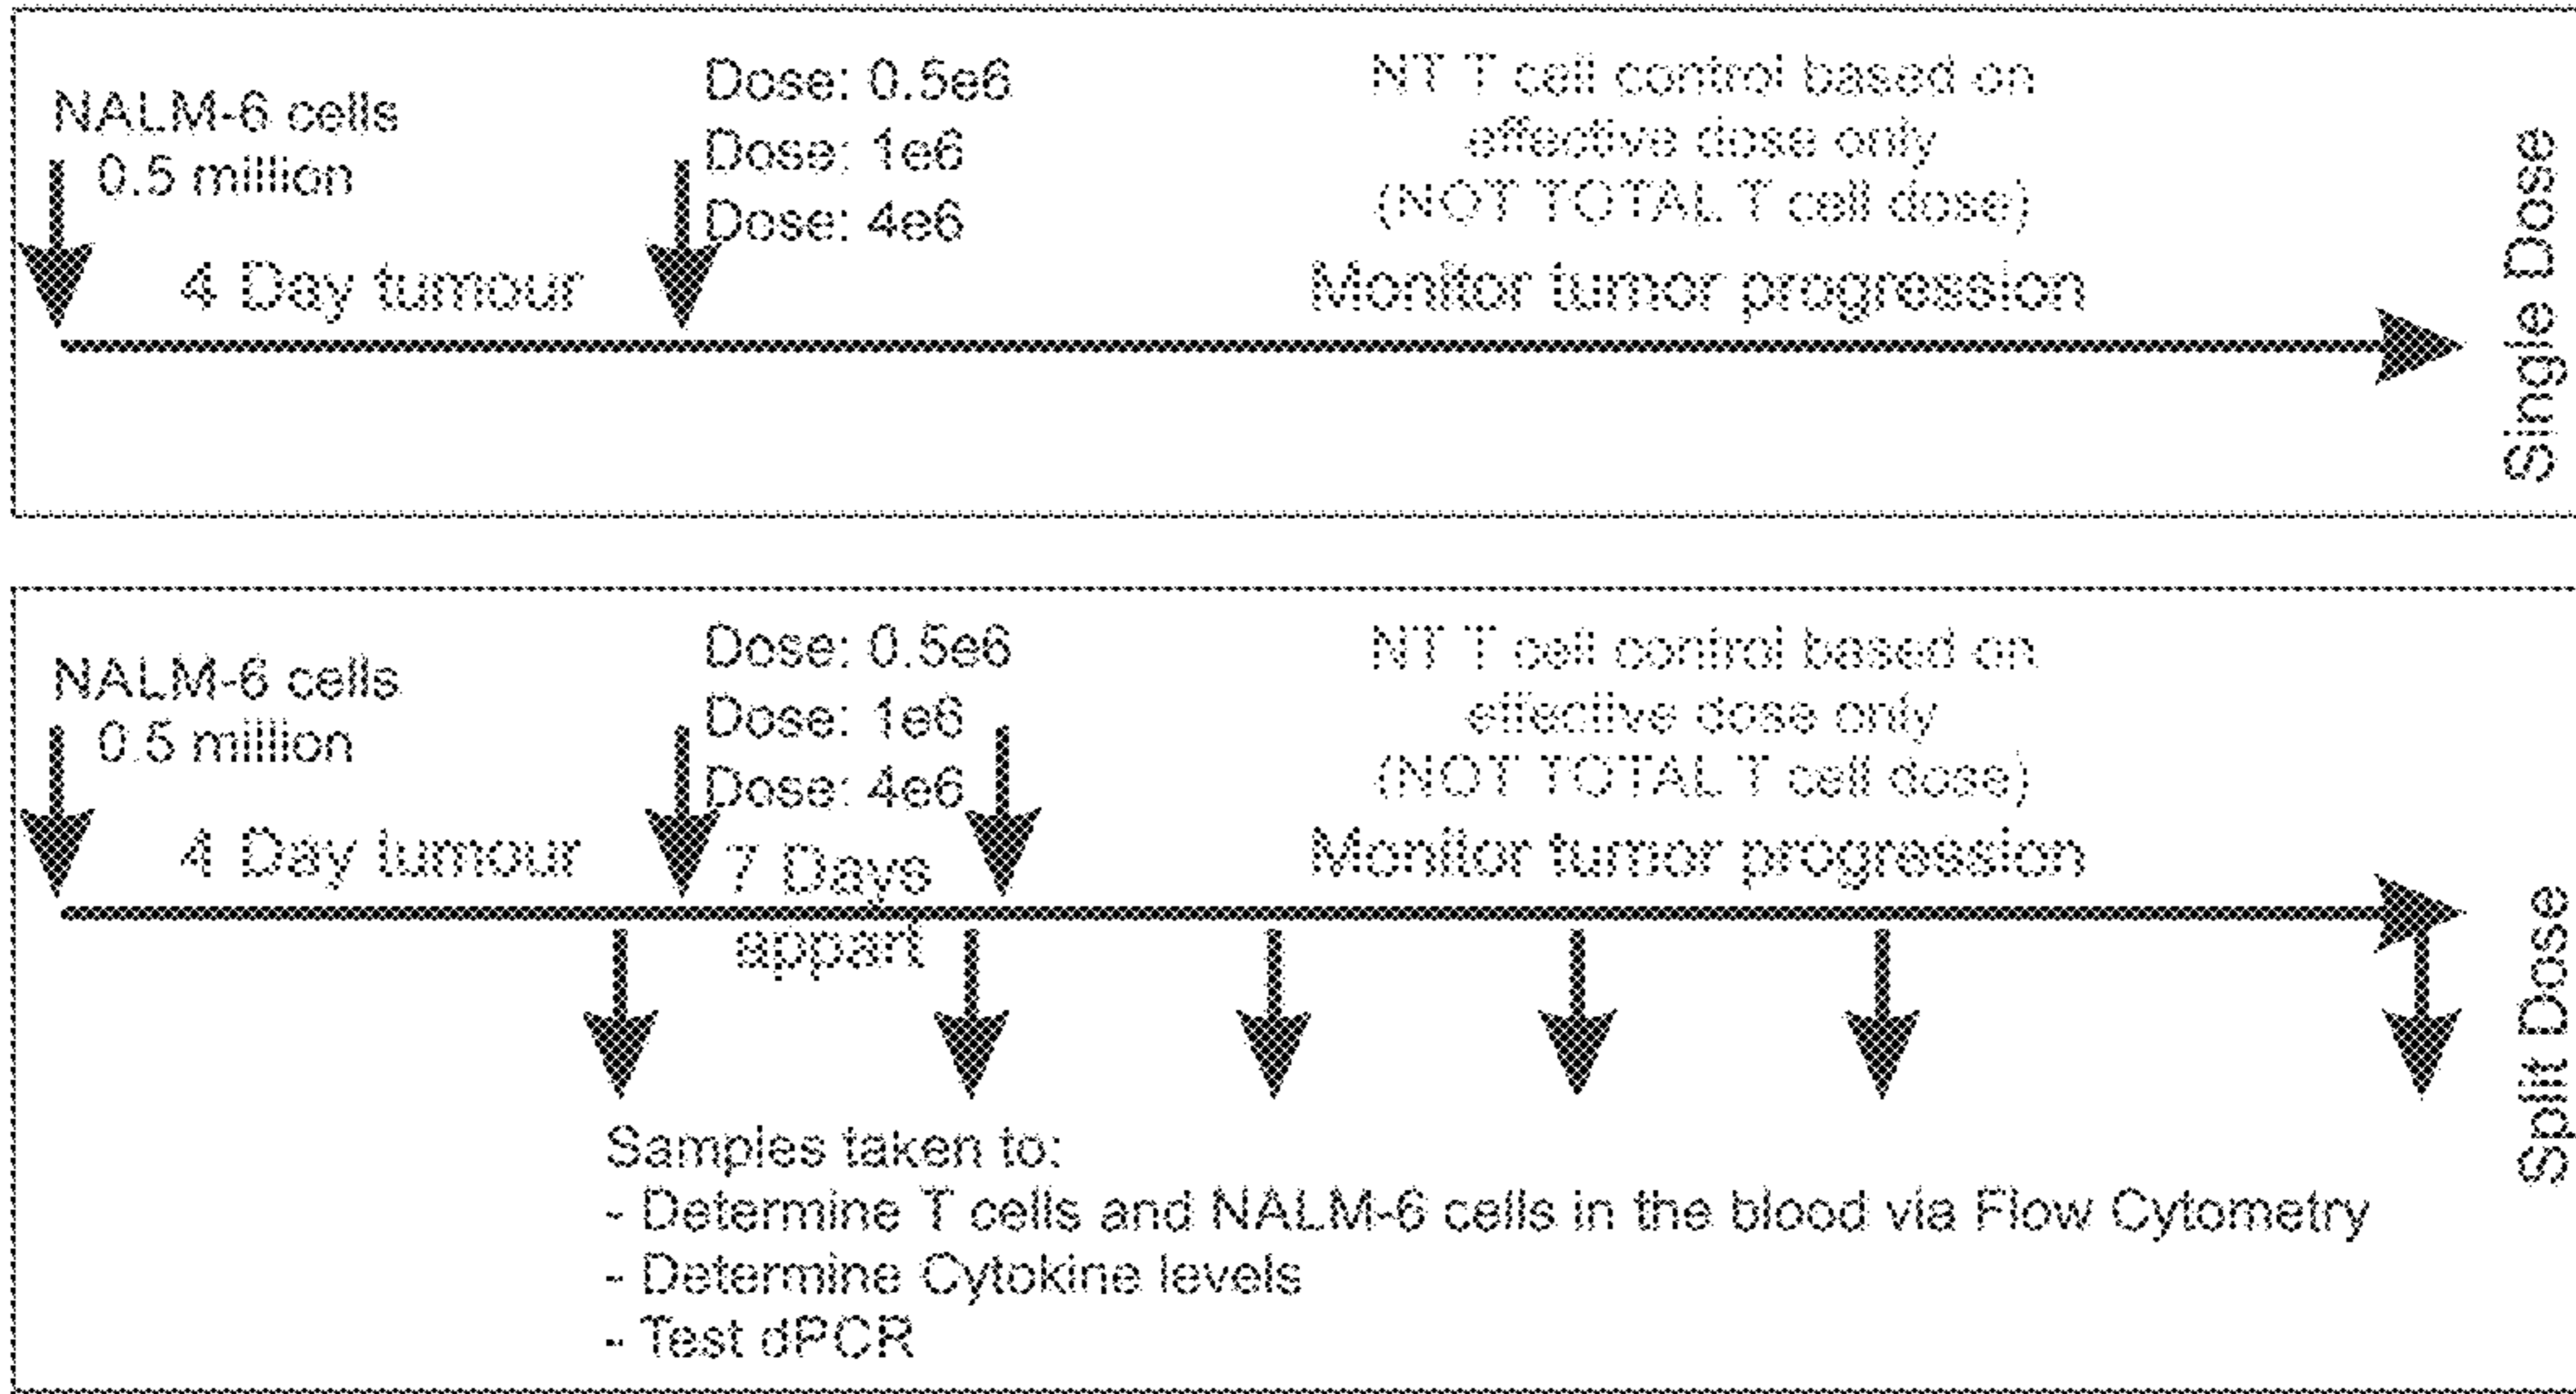 NALM-6 cells
0.5 million
4 Day tumour
Dose: 0.5e6
Dose: 1e6
Dose: 4e6
NT T cell control based on
effective dose only
(NOT TOTAL T cell dose)
Monitor tumor progression
Single Dose
NALM-6 cells
0.5 million
4 Day tumour
Dose: 0.5e6
Dose: 1e6
Dose: 4e6
7 Days
appart
NT T cell control based on
effective dose only
(NOT TOTAL T cell dose)
Monitor tumor progression
Split Dose
Samples taken to:
- Determine T cells and NALM-6 cells in the blood via Flow Cytometry
- Determine Cytokine levels
- Test dPCR